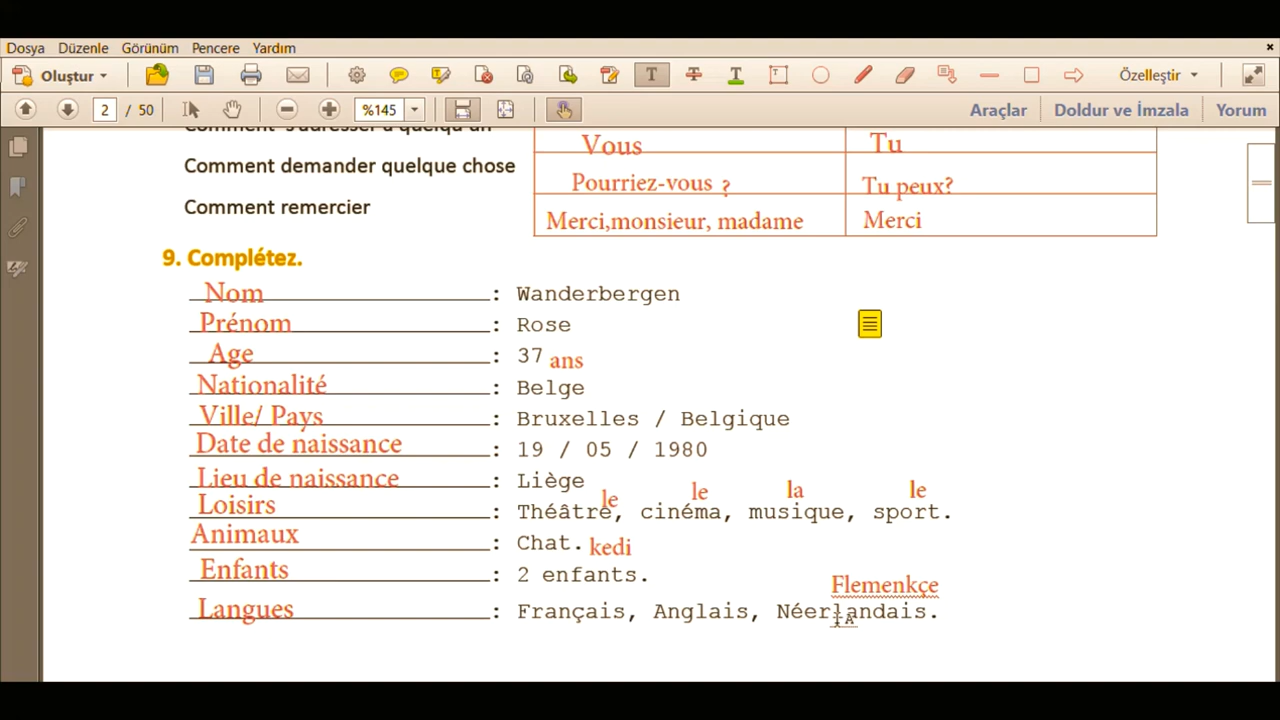 Dosya Düzenle Görünüm Pencere Yardım
Oluştur Özelleştir
2 / 50 %145 Araçlar Doldur ve İmzala Yorum
Comment s'adresser à quelqu'un Vous Tu
Comment demander quelque chose Pourriez-vous ? Tu peux?
Comment remercier Merci,monsieur, madame Merci
9. Complétez.
Nom : Wanderbergen
Prénom : Rose
Age : 37 ans
Nationalité : Belge
Ville/ Pays : Bruxelles / Belgique
Date de naissance : 19 / 05 / 1980
Lieu de naissance : Liège
le le la le
Loisirs : Théâtre, cinéma, musique, sport.
Animaux : Chat. kedi
Enfants : 2 enfants.
Flemenkçe
Langues : Français, Anglais, Néerlandais.